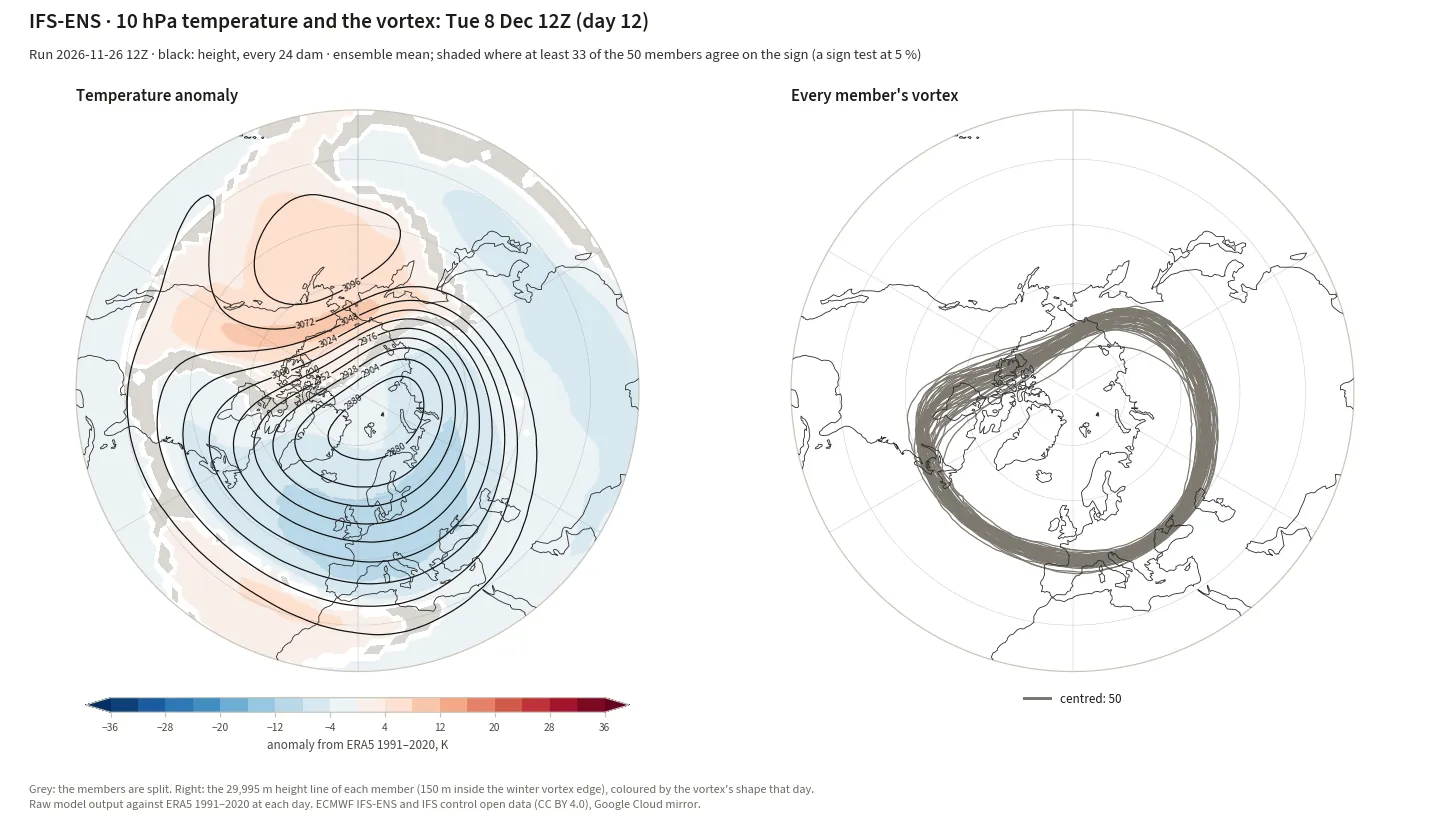 IFS-ENS · 10 hPa temperature and the vortex: Tue 8 Dec 12Z (day 12)
Run 2026-11-26 12Z · black: height, every 24 dam · ensemble mean; shaded where at least 33 of the 50 members agree on the sign (a sign test at 5 %)
Temperature anomaly
Every member's vortex
3096
3072
3048
3024
2976
2928
2904
2880
−36 −28 −20 −12 −4 4 12 20 28 36
anomaly from ERA5 1991–2020, K
centred: 50
Grey: the members are split. Right: the 29,995 m height line of each member (150 m inside the winter vortex edge), coloured by the vortex's shape that day.
Raw model output against ERA5 1991–2020 at each day. ECMWF IFS-ENS and IFS control open data (CC BY 4.0), Google Cloud mirror.